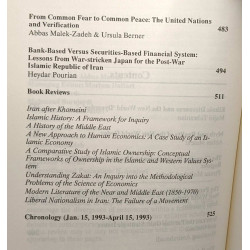 From Common Fear to Common Peace: The United Nations
and Verification 483
Abbas Malek-Zadeh & Ursula Berner
Bank-Based Versus Securities-Based Financial System:
Lessons from War-stricken Japan for the Post-War
Islamic Republic of Iran 494
Heydar Pourian
Book Reviews 511
Iran after Khomeini
Islamic History: A Framework for Inquiry
A History of the Middle East
A New Approach to Human Economics: A Case Study of an Is-
lamic Economy
A Comparative Study of Islamic Ownership: Conceptual
Frameworks of Ownership in the Islamic and Western Value Sys-
tem
Understanding Zakat: An Inquiry into the Methodological
Problems of the Science of Economics
Modern Literature of the Near and Middle East (1850-1970)
Liberal Nationalism in Iran: The Failure of a Movement
Chronology (Jan. 15, 1993-April 15, 1993) 525